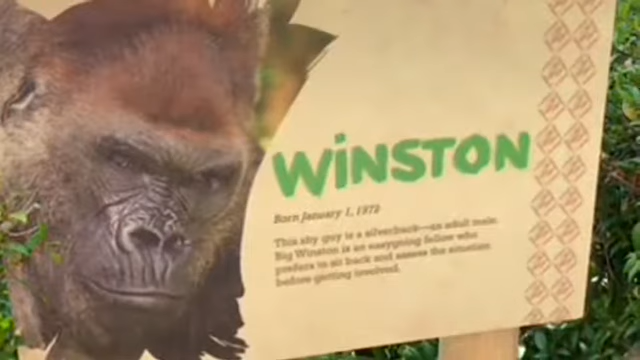 WiNSTON
Born January 1, 1972
This shy guy is a silverback—an adult male.
Big Winston is an easygoing fellow who
prefers to sit back and assess the situation
before getting involved.